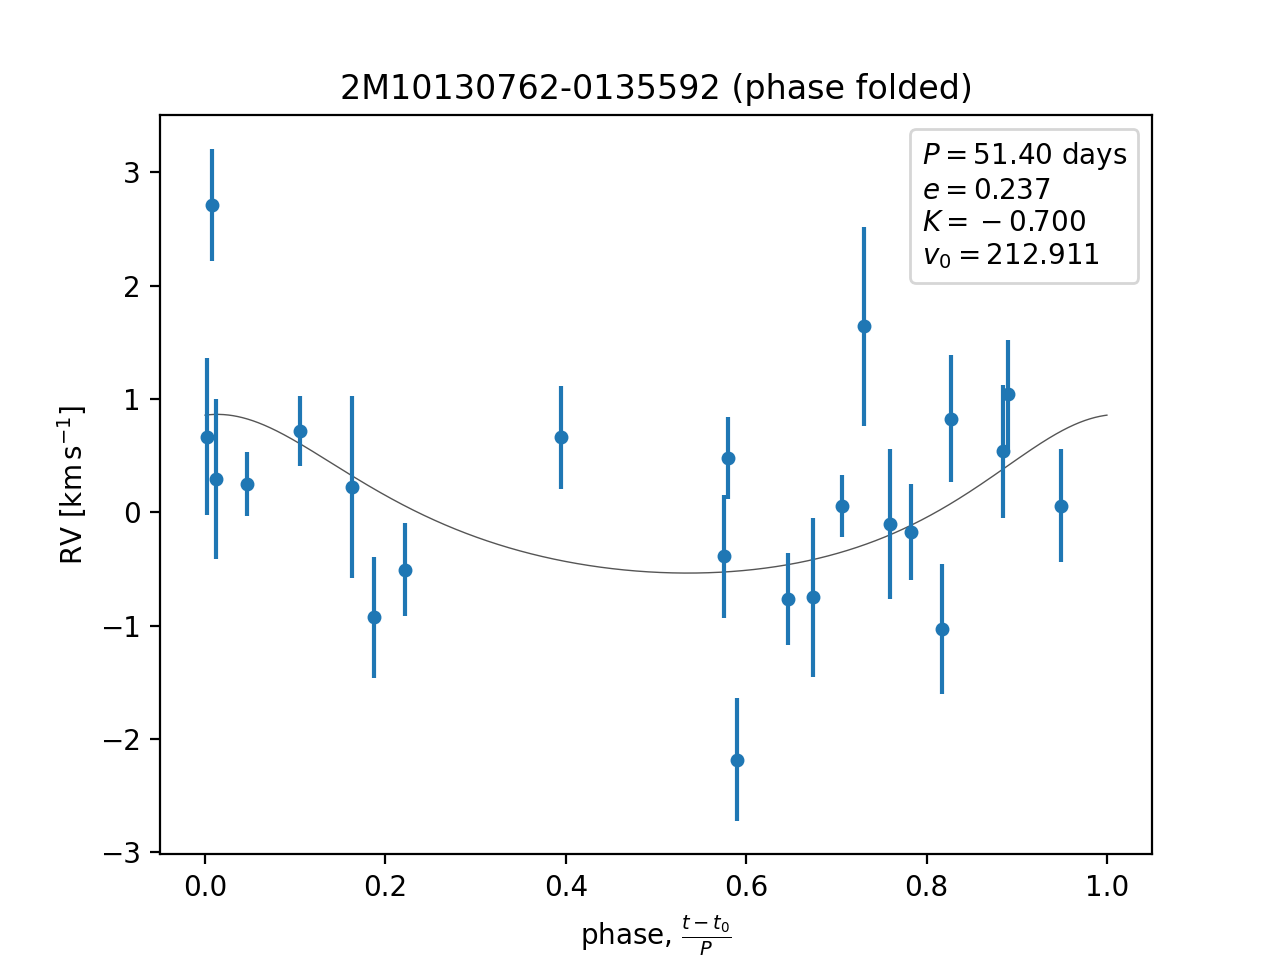 2M10130762-0135592 (phase folded)
P = 51.40 days
e = 0.237
K = −0.700
v₀ = 212.911
RV [km s⁻¹]
3
2
1
0
−1
−2
−3
0.0 0.2 0.4 0.6 0.8 1.0
phase, (t − t₀)/P